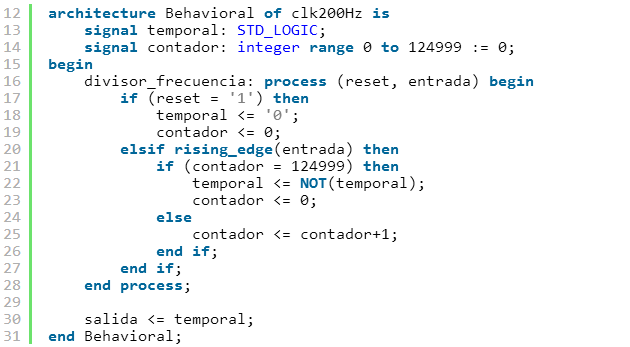 12 architecture Behavioral of clk200Hz is
13     signal temporal: STD_LOGIC;
14     signal contador: integer range 0 to 124999 := 0;
15 begin
16     divisor_frecuencia: process (reset, entrada) begin
17         if (reset = '1') then
18             temporal <= '0';
19             contador <= 0;
20         elsif rising_edge(entrada) then
21             if (contador = 124999) then
22                 temporal <= NOT(temporal);
23                 contador <= 0;
24             else
25                 contador <= contador+1;
26             end if;
27         end if;
28     end process;
29
30     salida <= temporal;
31 end Behavioral;